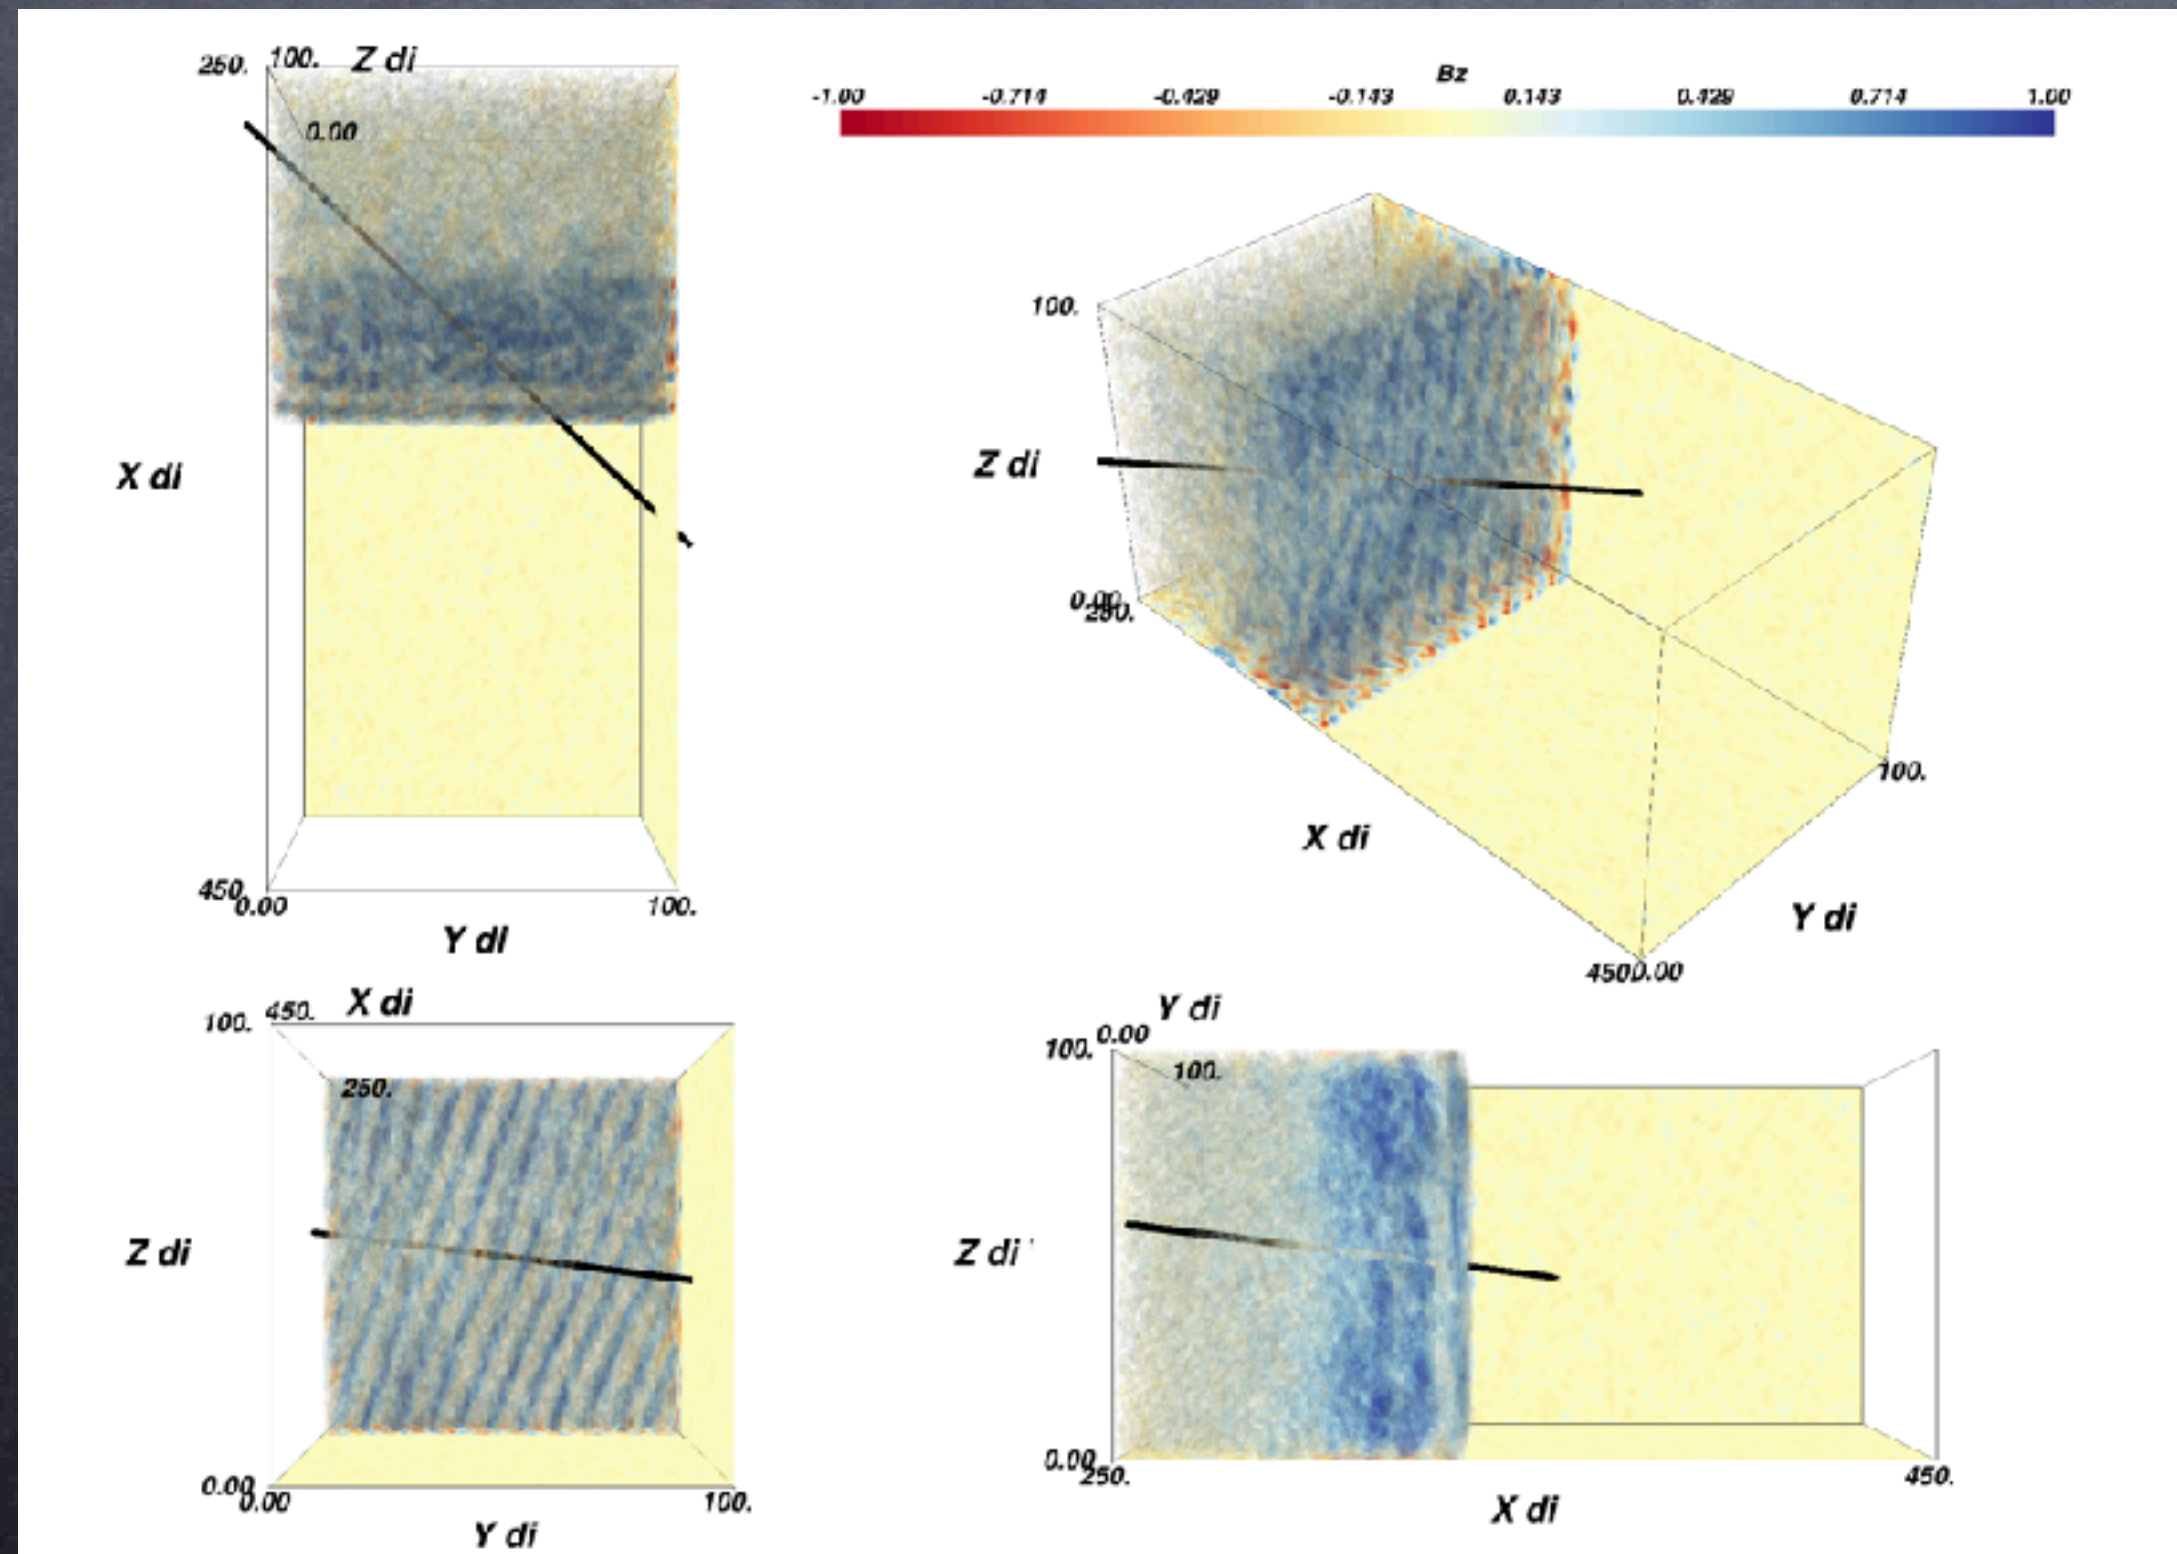 250. 100. Z di
0.00
X di
450. 0.00 100.
Y di
Bz
-1.00 -0.714 -0.429 -0.143 0.143 0.429 0.714 1.00
100.
Z di
0.00
250.
100.
X di
Y di
450. 0.00
100. 450. X di
250.
Z di
0.00 0.00 100.
Y di
Y di
100. 0.00
100.
Z di
0.00 250. 450.
X di